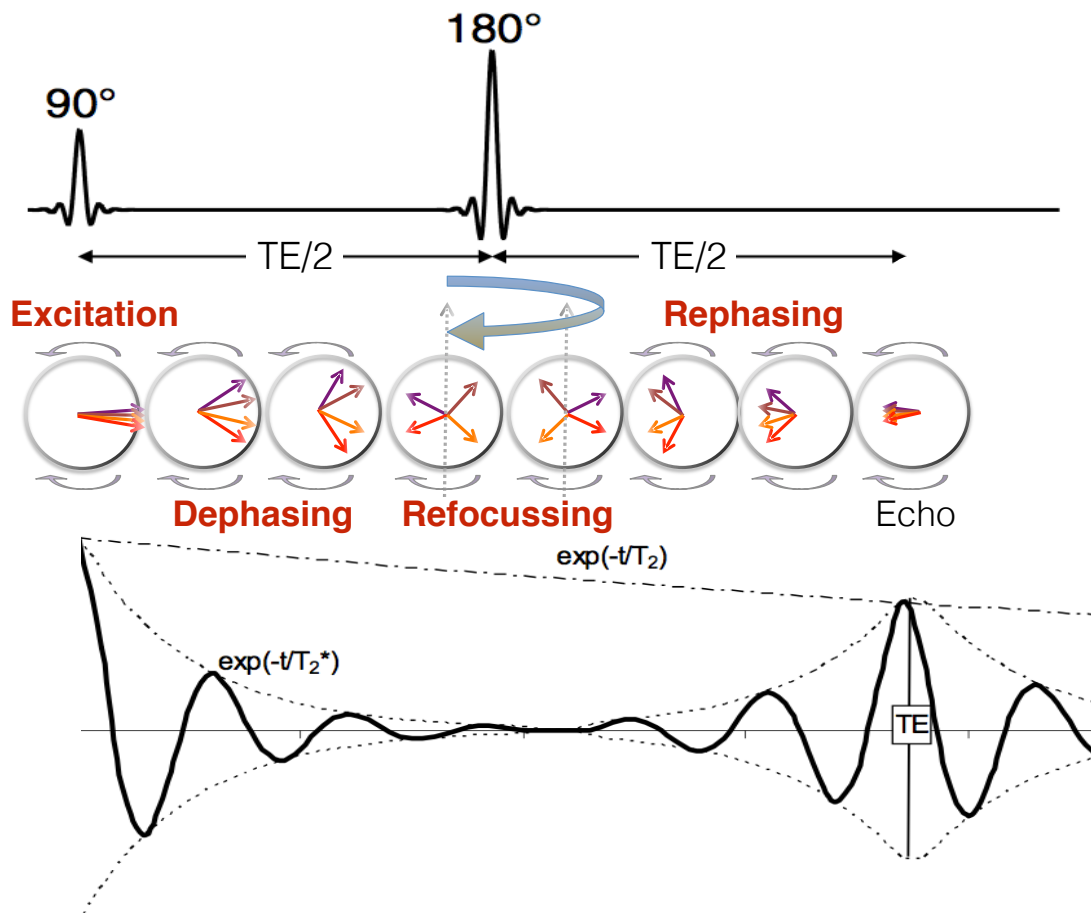 180°
90°
TE/2
TE/2
Excitation
Rephasing
Dephasing
Refocussing
Echo
exp(-t/T₂)
exp(-t/T₂*)
TE